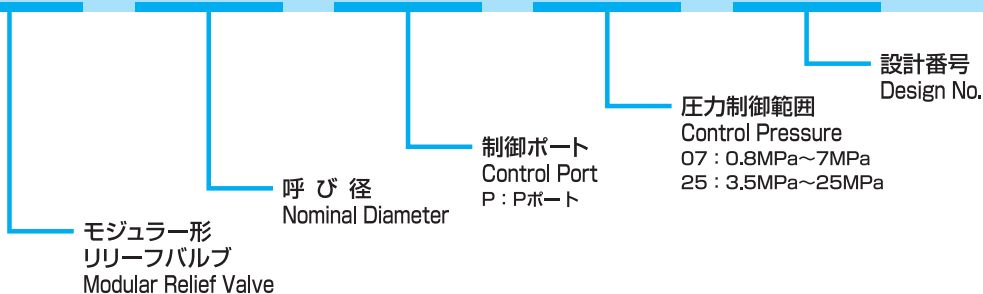 設計番号
Design No.
圧力制御範囲
Control Pressure
07：0.8MPa～7MPa
25：3.5MPa～25MPa
制御ポート
Control Port
P：Pポート
呼び径
Nominal Diameter
モジュラー形
リリーフバルブ
Modular Relief Valve